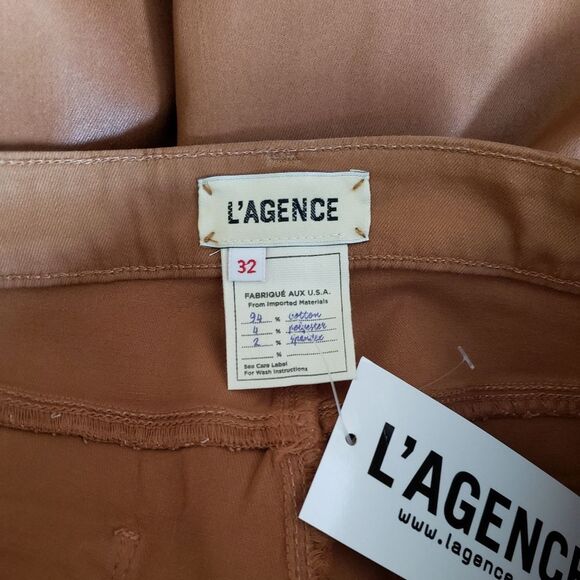 L'AGENCE
32
FABRIQUÉ AUX U.S.A.
From Imported Materials
94 % cotton
4 % polyester
2 % spandex
%
See Care Label
For Wash Instructions
L'AGENCE
www.lagence